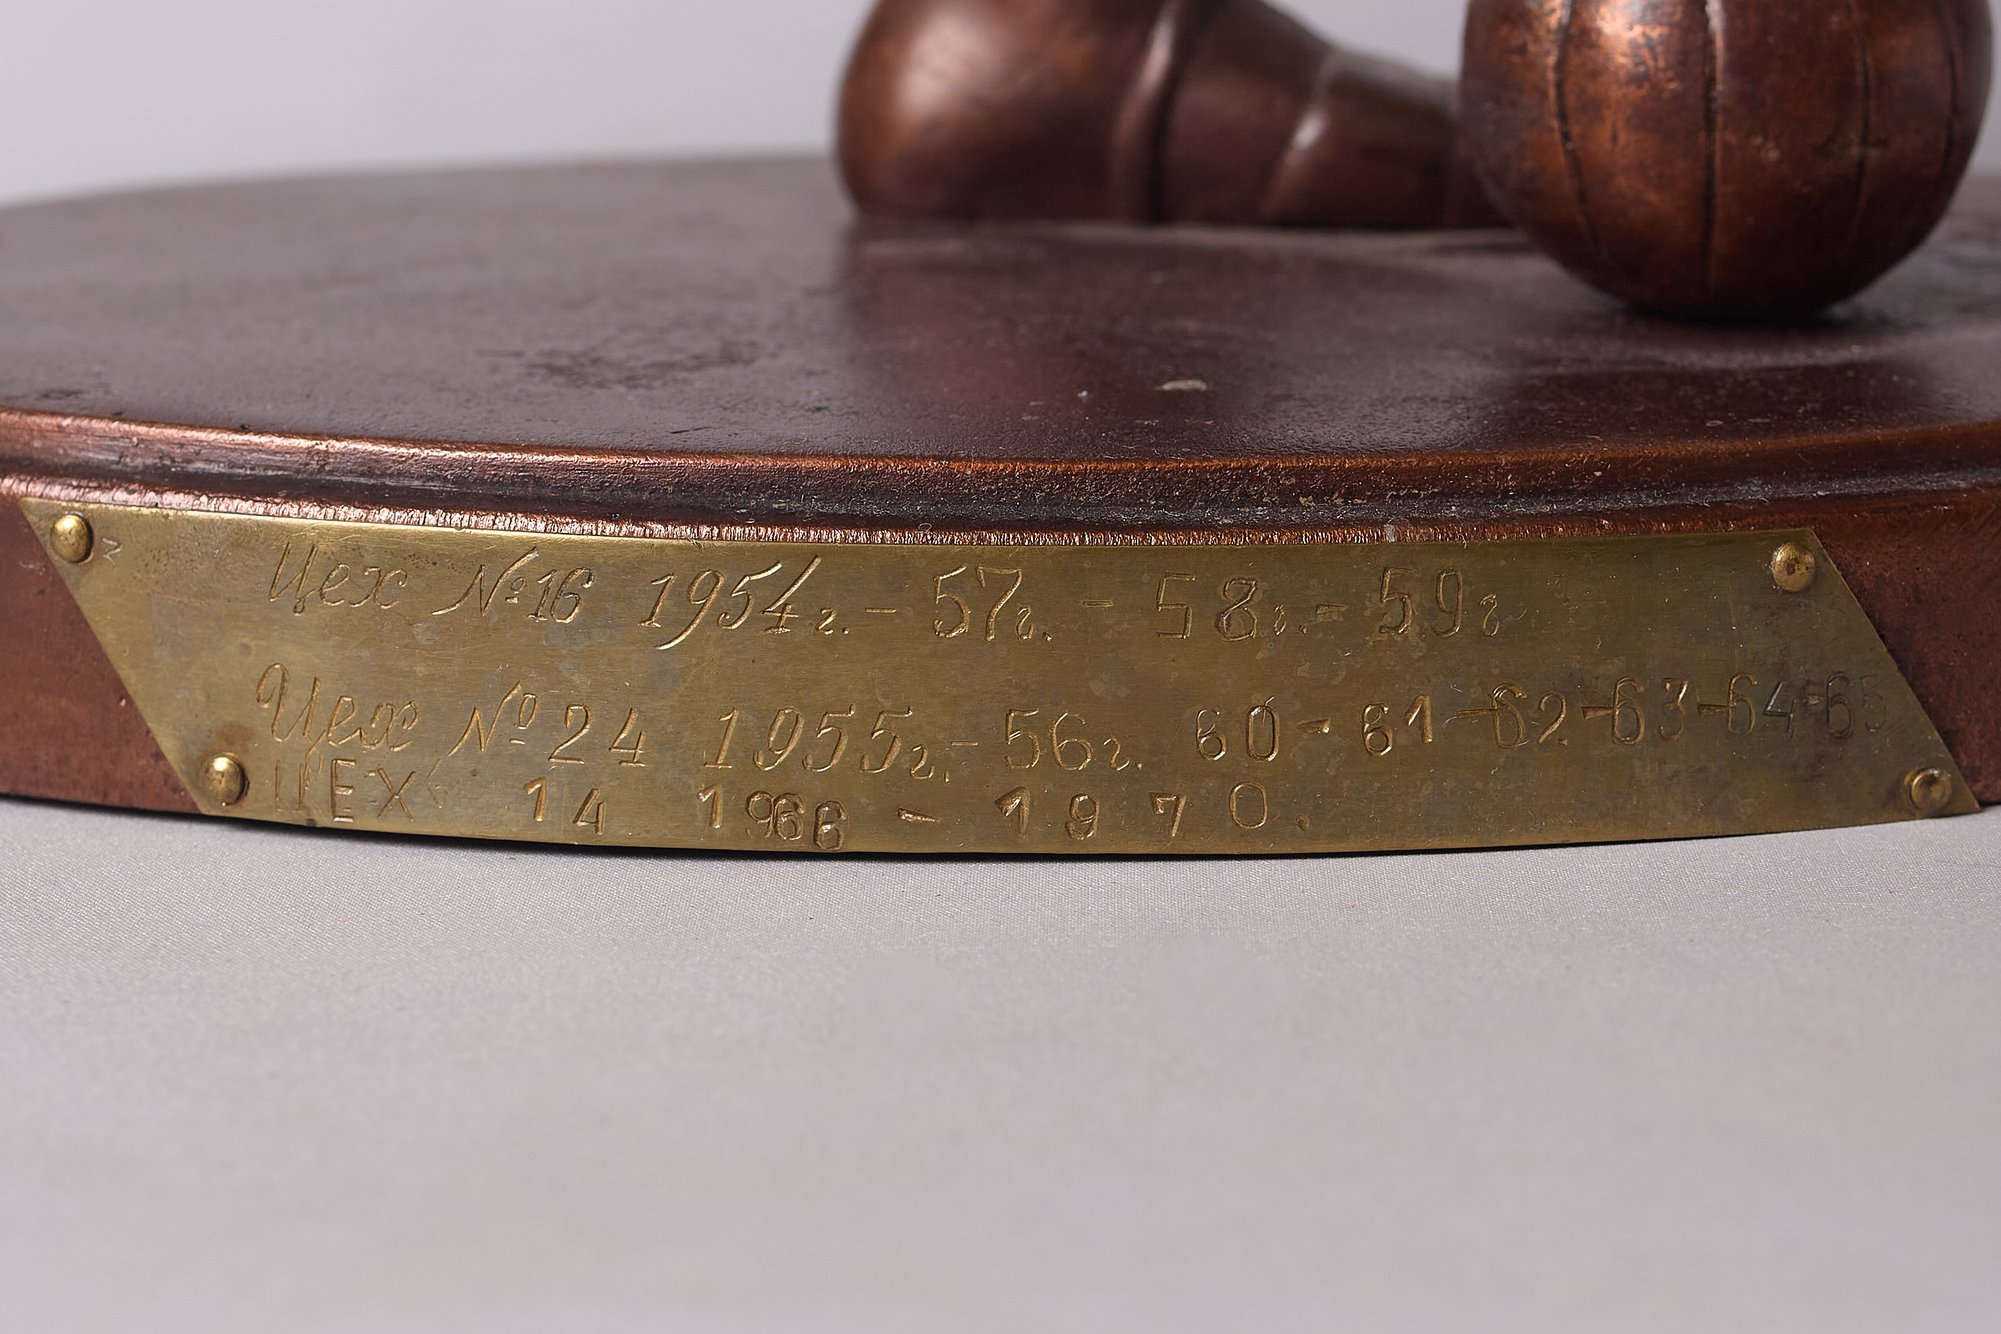 Цех №16 1954г. - 57г. - 58г. - 59г
Цех №24 1955г. - 56г. 60 - 61 - 62 - 63 - 64 - 65
ЦЕХ 14 1966 - 1970.